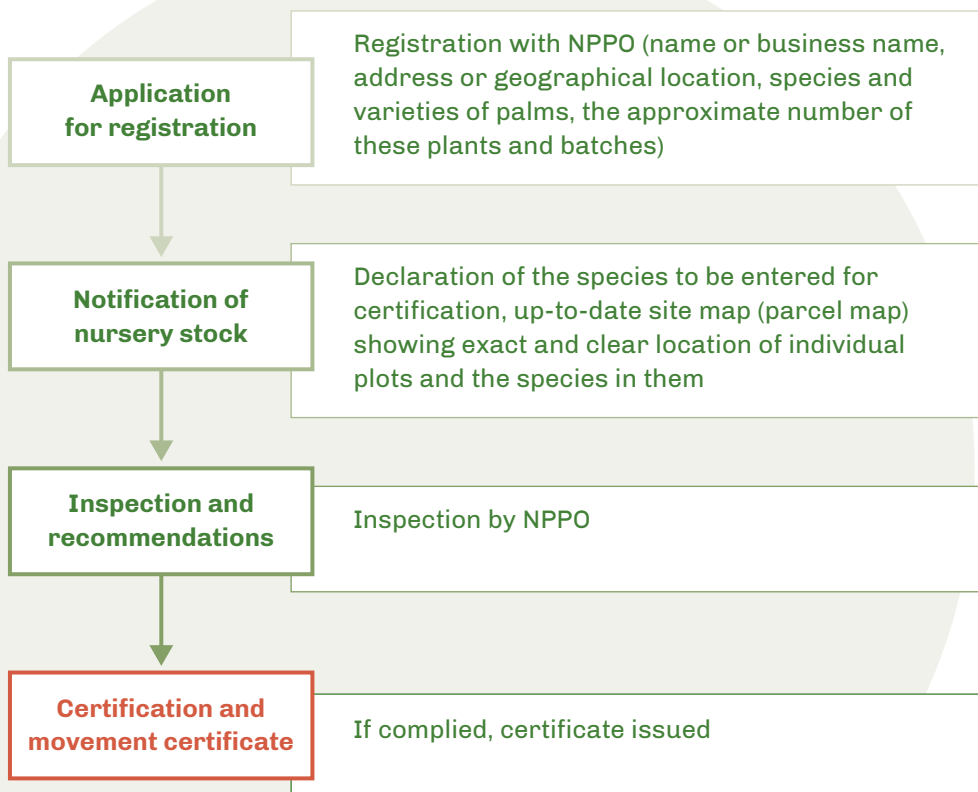 Application
for registration
Registration with NPPO (name or business name,
address or geographical location, species and
varieties of palms, the approximate number of
these plants and batches)
Notification of
nursery stock
Declaration of the species to be entered for
certification, up-to-date site map (parcel map)
showing exact and clear location of individual
plots and the species in them
Inspection and
recommendations
Inspection by NPPO
Certification and
movement certificate
If complied, certificate issued